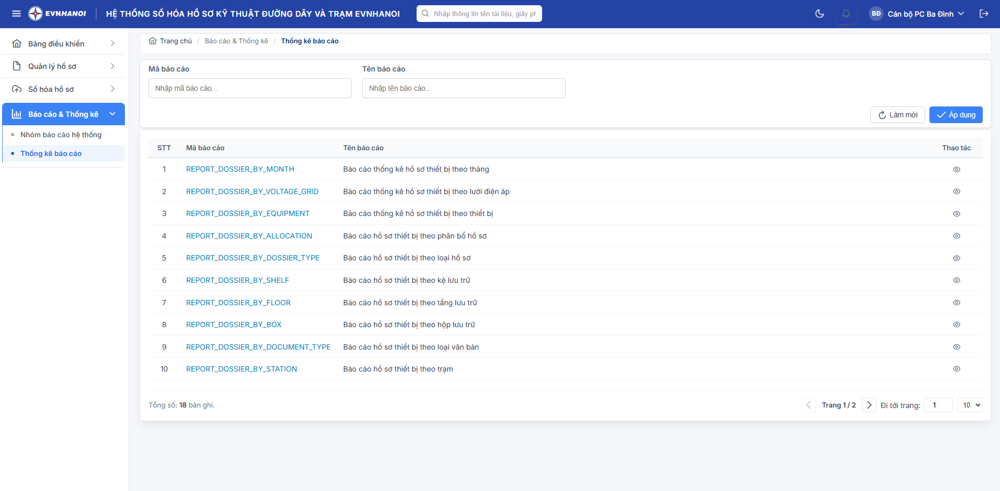 EVNHANOI
HỆ THỐNG SỐ HÓA HỒ SƠ KỸ THUẬT ĐƯỜNG DÂY VÀ TRẠM EVNHANOI
Nhập thông tin tên tài liệu, giấy ph
BĐ Cán bộ PC Ba Đình
Bảng điều khiển
Quản lý hồ sơ
Số hóa hồ sơ
Báo cáo & Thống kê
Nhóm báo cáo hệ thống
Thống kê báo cáo
Trang chủ / Báo cáo & Thống kê / Thống kê báo cáo
Mã báo cáo
Tên báo cáo
Nhập mã báo cáo...
Nhập tên báo cáo...
Làm mới
Áp dụng
STT Mã báo cáo Tên báo cáo Thao tác
1 REPORT_DOSSIER_BY_MONTH Báo cáo thống kê hồ sơ thiết bị theo tháng
2 REPORT_DOSSIER_BY_VOLTAGE_GRID Báo cáo thống kê hồ sơ thiết bị theo lưới điện áp
3 REPORT_DOSSIER_BY_EQUIPMENT Báo cáo thống kê hồ sơ thiết bị theo thiết bị
4 REPORT_DOSSIER_BY_ALLOCATION Báo cáo hồ sơ thiết bị theo phân bổ hồ sơ
5 REPORT_DOSSIER_BY_DOSSIER_TYPE Báo cáo hồ sơ thiết bị theo loại hồ sơ
6 REPORT_DOSSIER_BY_SHELF Báo cáo hồ sơ thiết bị theo kệ lưu trữ
7 REPORT_DOSSIER_BY_FLOOR Báo cáo hồ sơ thiết bị theo tầng lưu trữ
8 REPORT_DOSSIER_BY_BOX Báo cáo hồ sơ thiết bị theo hộp lưu trữ
9 REPORT_DOSSIER_BY_DOCUMENT_TYPE Báo cáo hồ sơ thiết bị theo loại văn bản
10 REPORT_DOSSIER_BY_STATION Báo cáo hồ sơ thiết bị theo trạm
Tổng số: 18 bản ghi.
Trang 1 / 2 Đi tới trang: 1 10